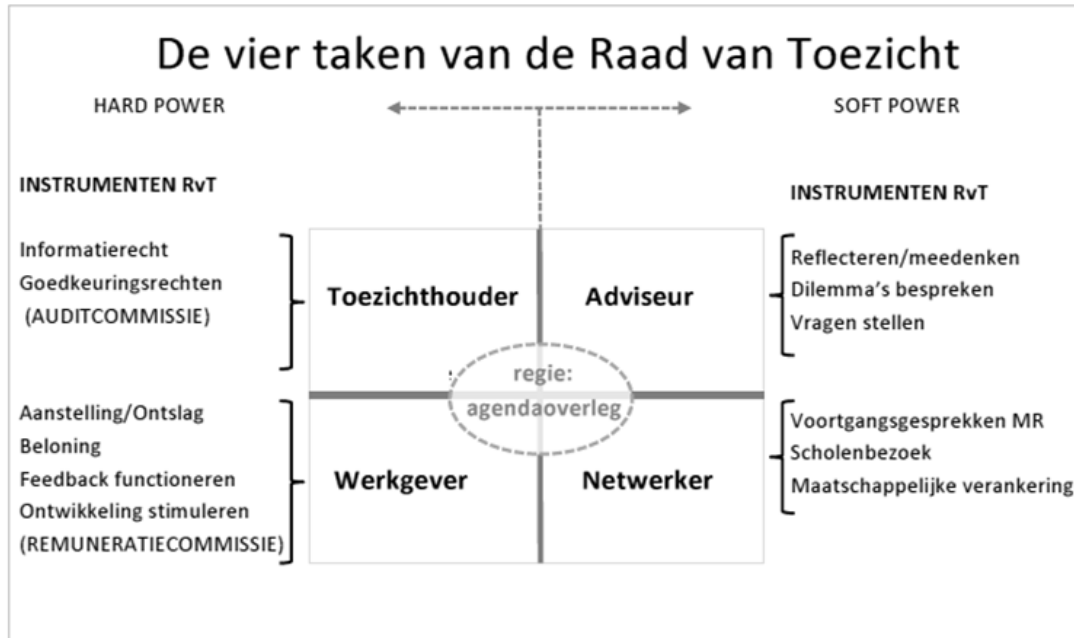 De vier taken van de Raad van Toezicht
HARD POWER
SOFT POWER
INSTRUMENTEN RvT
INSTRUMENTEN RvT
Informatierecht
Goedkeuringsrechten
(AUDITCOMMISSIE)
Toezichthouder
Adviseur
Reflecteren/meedenken
Dilemma's bespreken
Vragen stellen
regie:
agendaoverleg
Aanstelling/Ontslag
Beloning
Feedback functioneren
Ontwikkeling stimuleren
(REMUNERATIECOMMISSIE)
Werkgever
Netwerker
Voortgangsgesprekken MR
Scholenbezoek
Maatschappelijke verankering